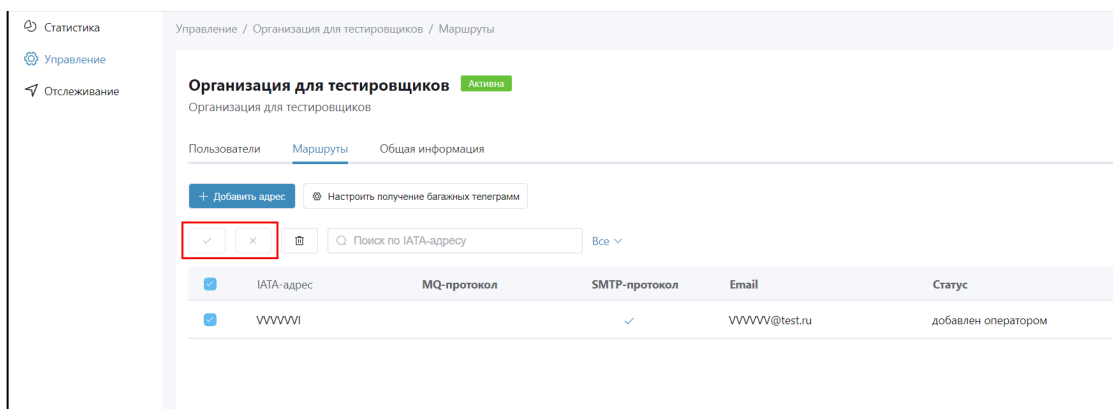 Статистика
Управление / Организация для тестировщиков / Маршруты
Управление
Отслеживание
Организация для тестировщиков Активна
Организация для тестировщиков
Пользователи Маршруты Общая информация
+ Добавить адрес Настроить получение багажных телеграмм
Поиск по IATA-адресу Все
IATA-адрес MQ-протокол SMTP-протокол Email Статус
VVVVVVI VVVVVV@test.ru добавлен оператором